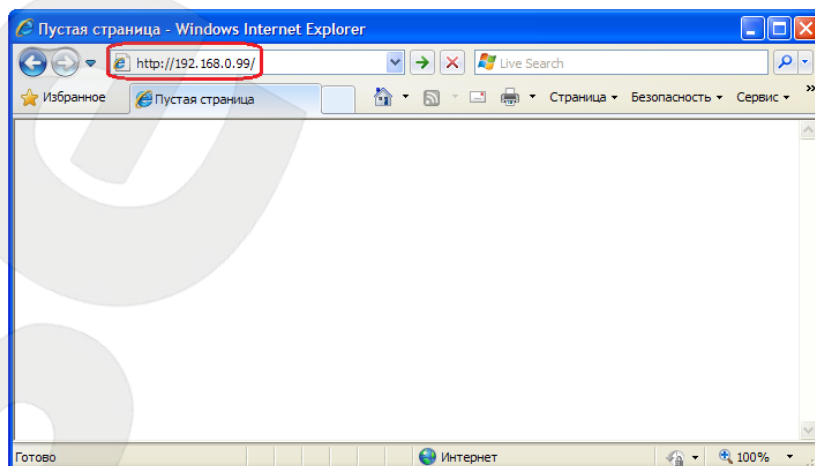 Пустая страница - Windows Internet Explorer
http://192.168.0.99/
Live Search
Избранное
Пустая страница
Страница
Безопасность
Сервис
»
Готово
Интернет
100%